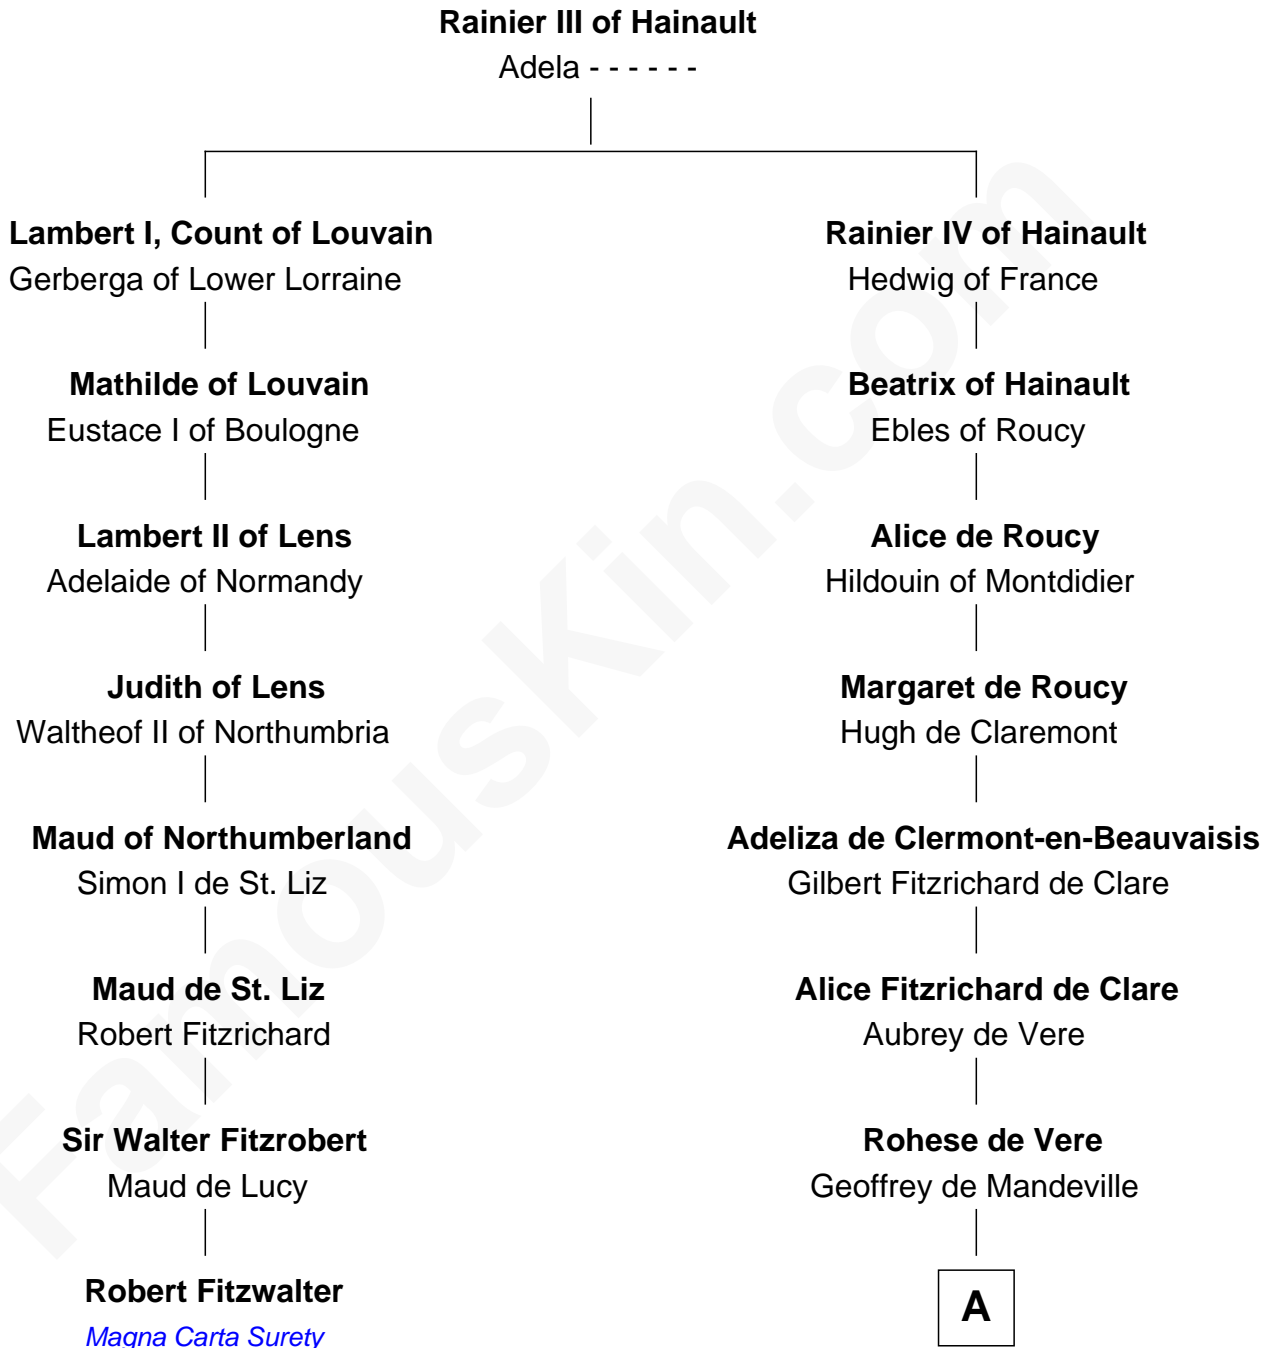 Rainier III of Hainault
Adela - - - - - -
Lambert I, Count of Louvain
Gerberga of Lower Lorraine
Rainier IV of Hainault
Hedwig of France
Mathilde of Louvain
Eustace I of Boulogne
Beatrix of Hainault
Ebles of Roucy
Lambert II of Lens
Adelaide of Normandy
Alice de Roucy
Hildouin of Montdidier
Judith of Lens
Waltheof II of Northumbria
Margaret de Roucy
Hugh de Claremont
Maud of Northumberland
Simon I de St. Liz
Adeliza de Clermont-en-Beauvaisis
Gilbert Fitzrichard de Clare
Maud de St. Liz
Robert Fitzrichard
Alice Fitzrichard de Clare
Aubrey de Vere
Sir Walter Fitzrobert
Maud de Lucy
Rohese de Vere
Geoffrey de Mandeville
Robert Fitzwalter
Magna Carta Surety
A
FamousKin.com